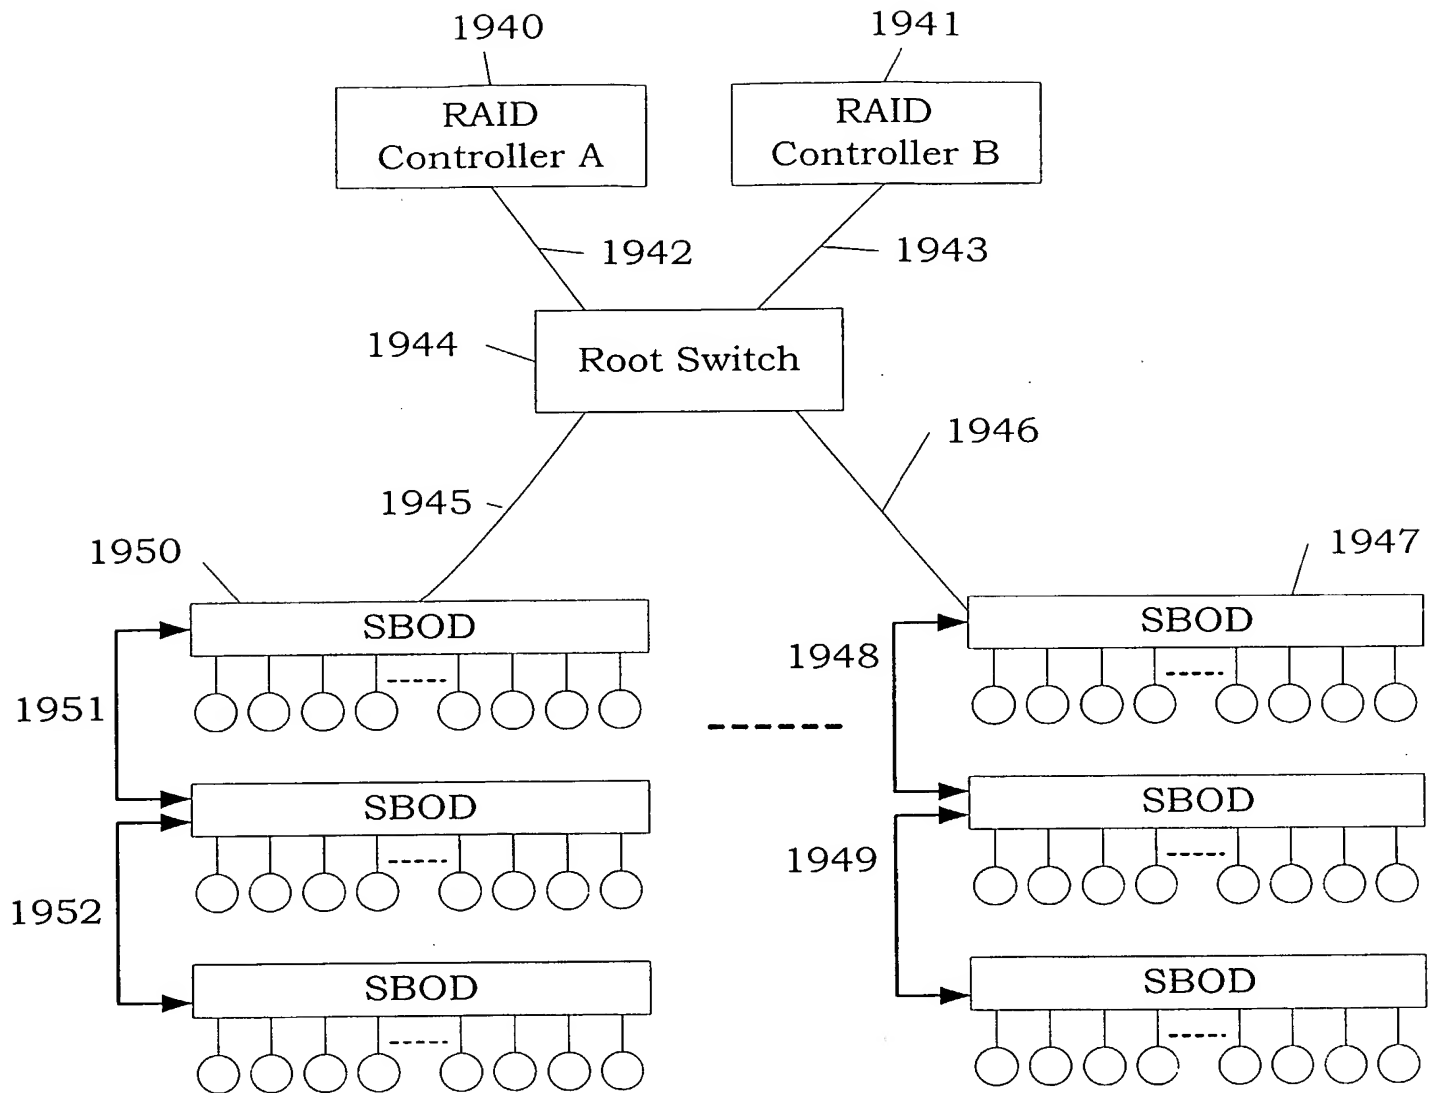 1940
1941
RAID
Controller A
RAID
Controller B
1942
1943
1944
Root Switch
1946
1945
1950
1947
SBOD
SBOD
1948
1951
SBOD
SBOD
1949
1952
SBOD
SBOD